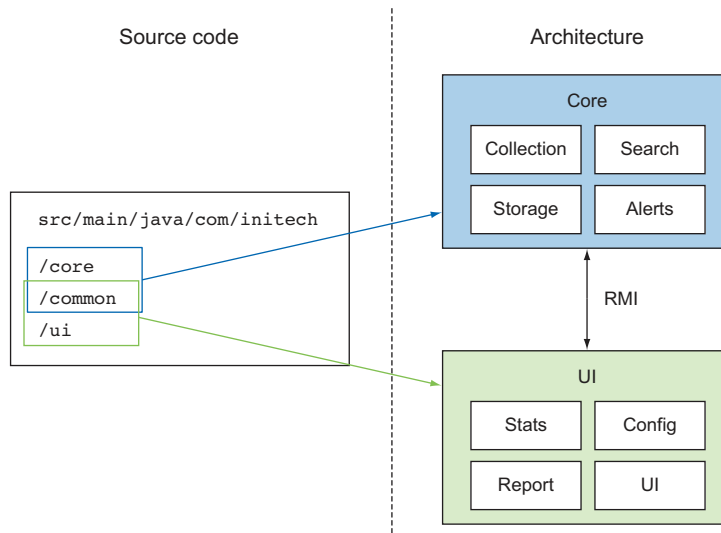 Source code
Architecture
Core
Collection Search
Storage Alerts
src/main/java/com/initech
/core
/common
/ui
RMI
UI
Stats Config
Report UI